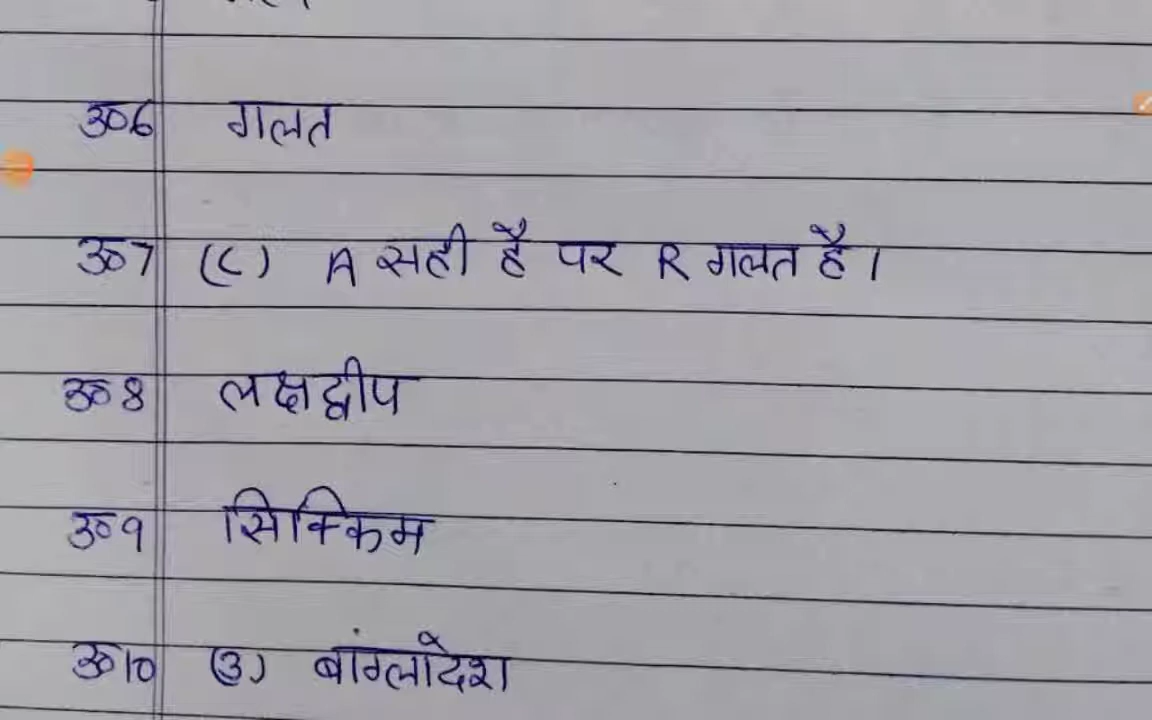 उ०6 गलत
उ०7 (C) A सही है पर R गलत है।
उ०8 लक्षद्वीप
उ०9 सिक्किम
उ०10 (3) बांग्लादेश